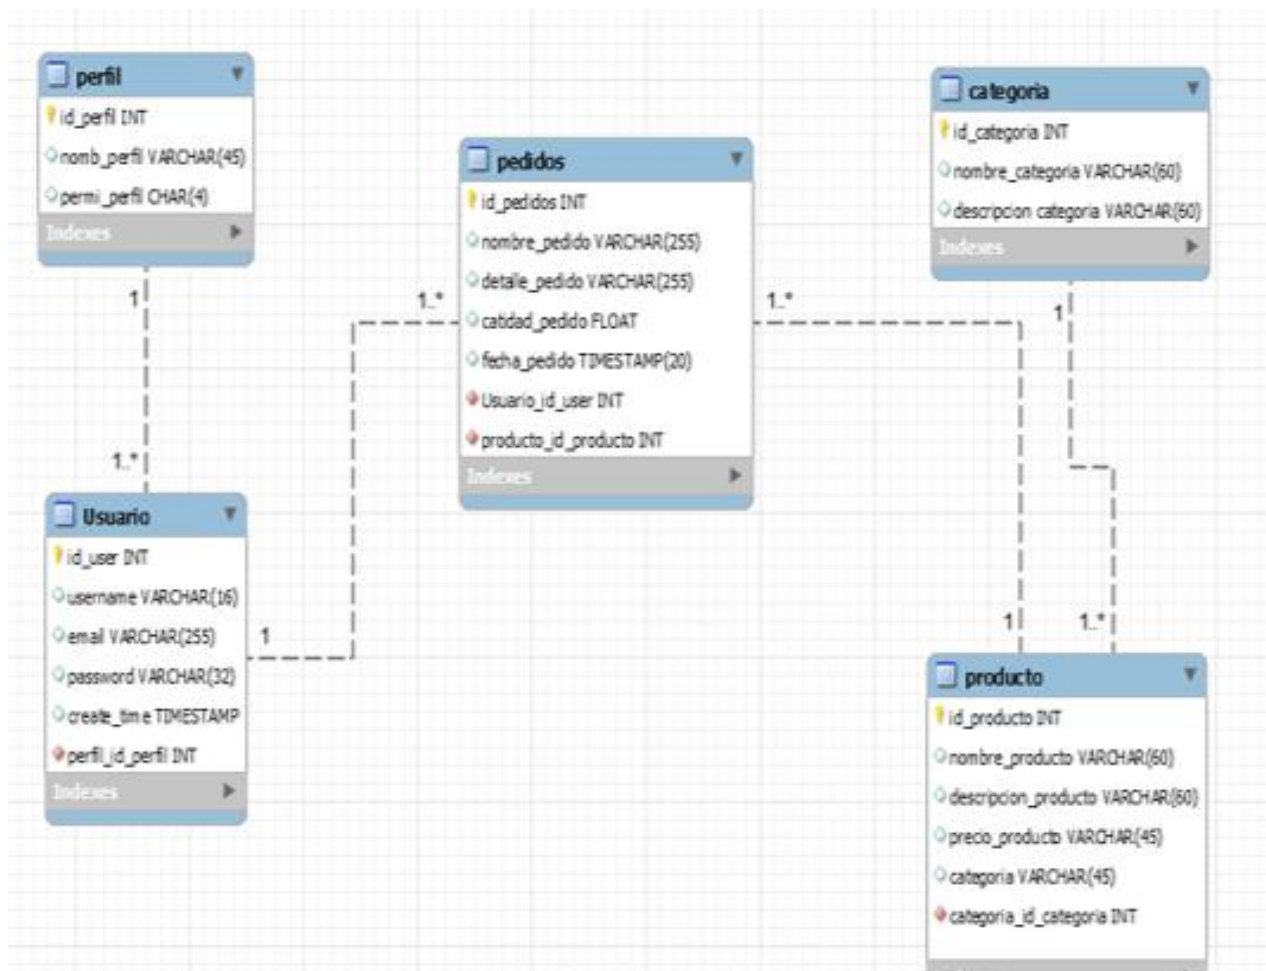 perfil
id_perfil INT
nomb_perfil VARCHAR(45)
permi_perfil CHAR(4)
Indexes
1
1..*
Usuario
id_user INT
username VARCHAR(16)
email VARCHAR(255)
password VARCHAR(32)
create_time TIMESTAMP
perfil_id_perfil INT
Indexes
1
1..*
pedidos
id_pedidos INT
nombre_pedido VARCHAR(255)
detalle_pedido VARCHAR(255)
catidad_pedido FLOAT
fecha_pedido TIMESTAMP(20)
Usuario_id_user INT
producto_id_producto INT
Indexes
1..*
1
categoria
id_categoria INT
nombre_categoria VARCHAR(60)
descripcion categoria VARCHAR(60)
Indexes
1
1..*
producto
id_producto INT
nombre_producto VARCHAR(60)
descripcion_producto VARCHAR(60)
precio_producto VARCHAR(45)
categoria VARCHAR(45)
categoria_id_categoria INT